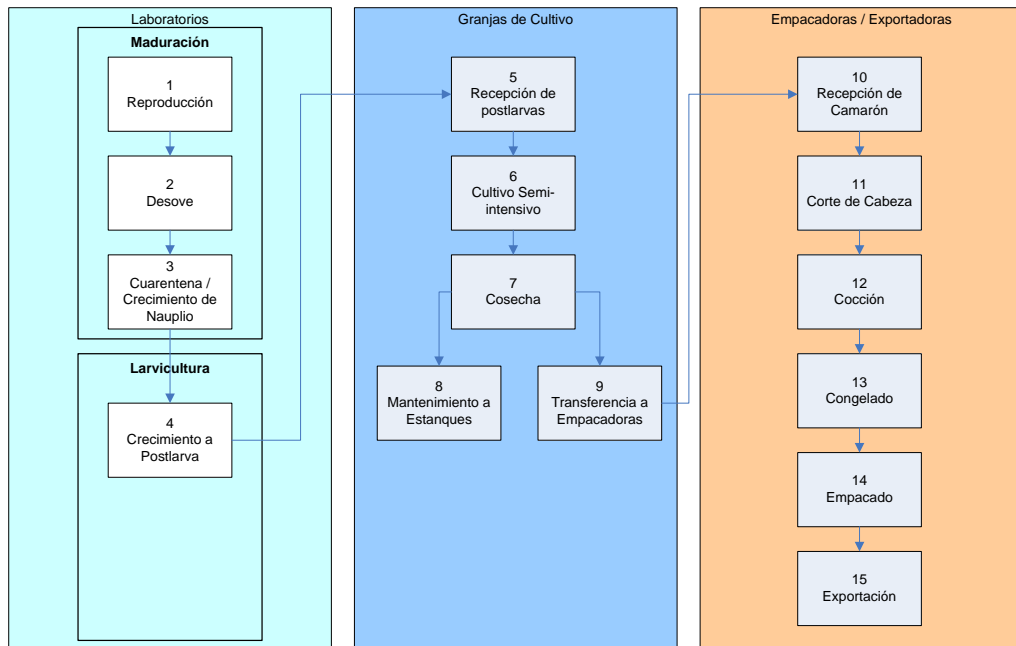 Laboratorios
Maduración
1
Reproducción
2
Desove
3
Cuarentena /
Crecimiento de
Nauplio
Larvicultura
4
Crecimiento a
Postlarva
Granjas de Cultivo
5
Recepción de
postlarvas
6
Cultivo Semi-
intensivo
7
Cosecha
8
Mantenimiento a
Estanques
9
Transferencia a
Empacadoras
Empacadoras / Exportadoras
10
Recepción de
Camarón
11
Corte de Cabeza
12
Cocción
13
Congelado
14
Empacado
15
Exportación